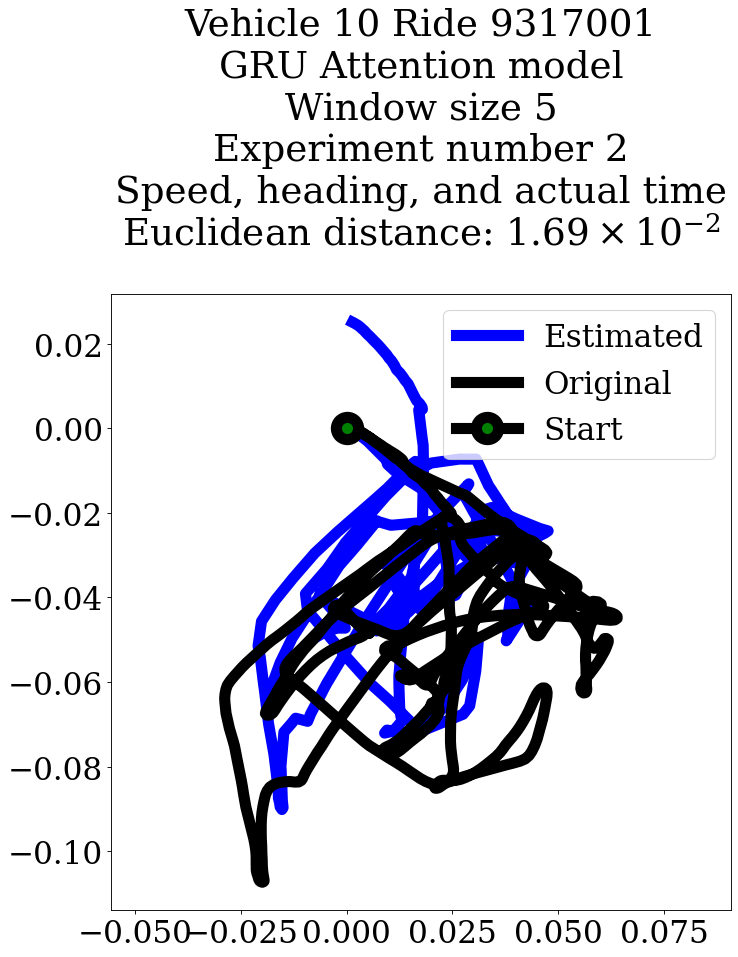 Vehicle 10 Ride 9317001
GRU Attention model
Window size 5
Experiment number 2
Speed, heading, and actual time
Euclidean distance: 1.69 × 10⁻²
Estimated
Original
Start
0.02
0.00
−0.02
−0.04
−0.06
−0.08
−0.10
−0.050 −0.025 0.000 0.025 0.050 0.075